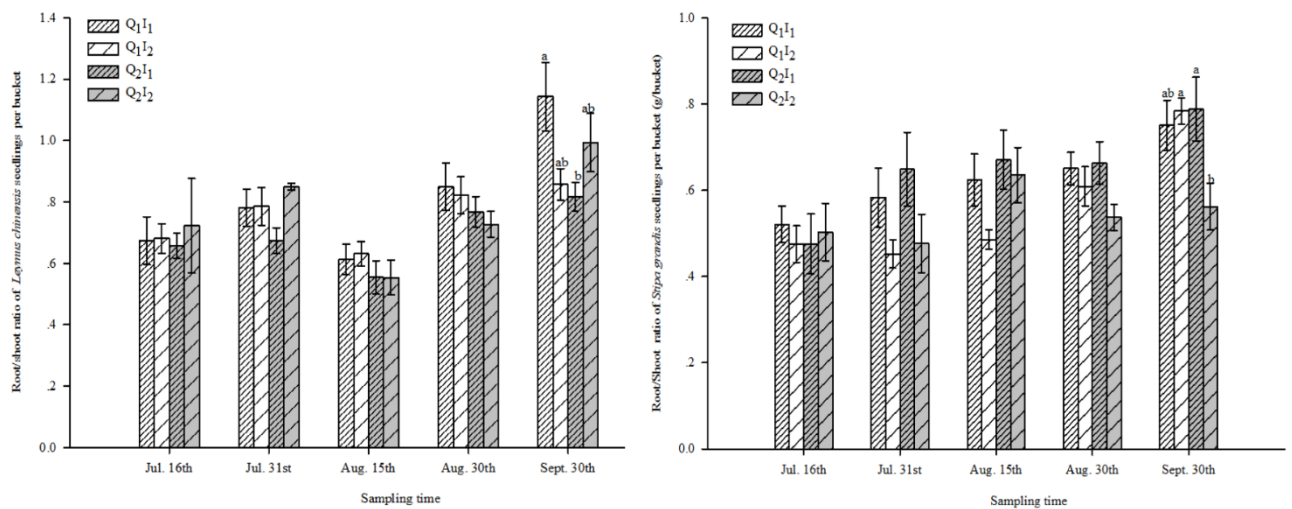 1.4
1.2
1.0
.8
.6
.4
.2
0.0
Root/shoot ratio of Leymus chinensis seedlings per bucket
Q1I1
Q1I2
Q2I1
Q2I2
a
ab
b
ab
Jul. 16th Jul. 31st Aug. 15th Aug. 30th Sept. 30th
Sampling time
1.0
.8
.6
.4
.2
0.0
Root/Shoot ratio of Stipa grandis seedlings per bucket (g/bucket)
Q1I1
Q1I2
Q2I1
Q2I2
ab
a
a
b
Jul. 16th Jul. 31st Aug. 15th Aug. 30th Sept. 30th
Sampling time